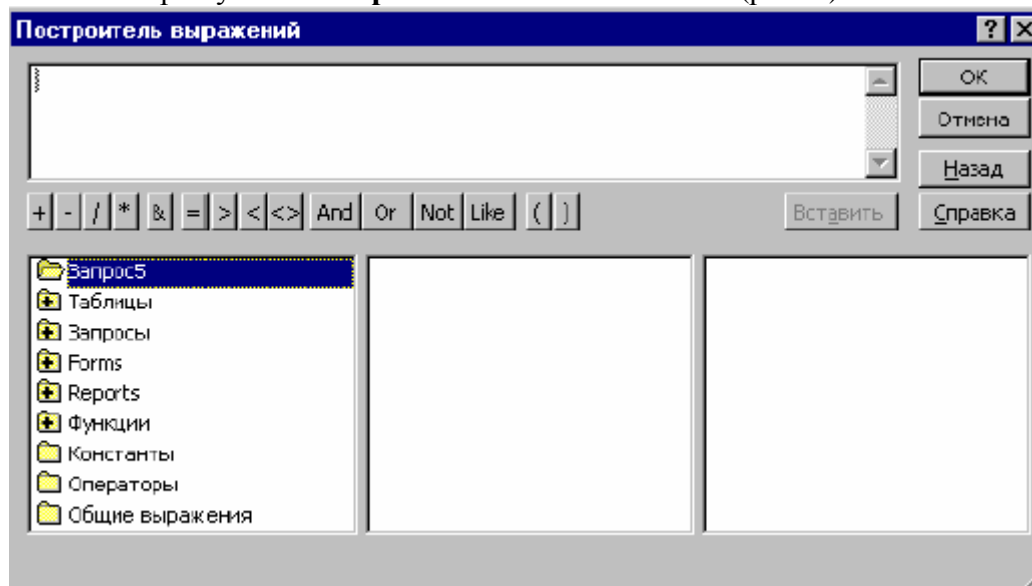 Построитель выражений ? ×
OK
Отмена
Назад
+ - / * & = > < <> And Or Not Like ( ) Вставить Справка
Запрос5
Таблицы
Запросы
Forms
Reports
Функции
Константы
Операторы
Общие выражения